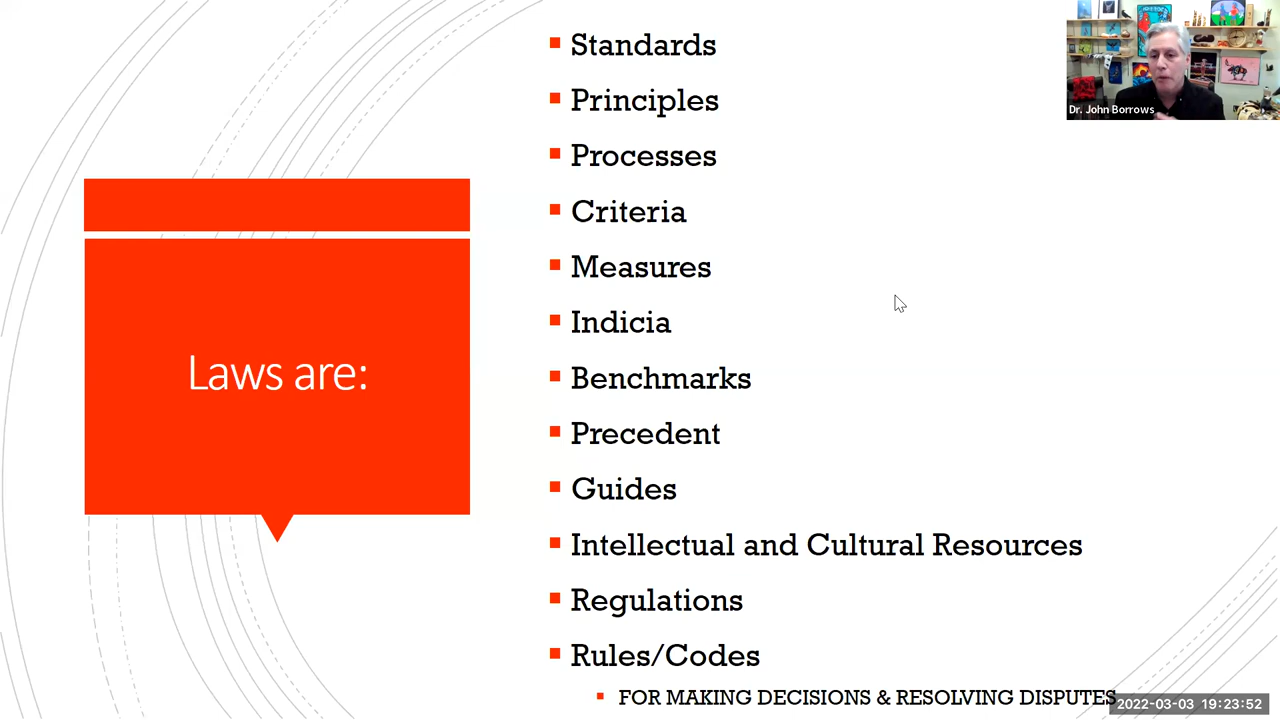 Laws are:
Standards
Principles
Processes
Criteria
Measures
Indicia
Benchmarks
Precedent
Guides
Intellectual and Cultural Resources
Regulations
Rules/Codes
FOR MAKING DECISIONS & RESOLVING DISPUTES
Dr. John Borrows
2022-03-03 19:23:52